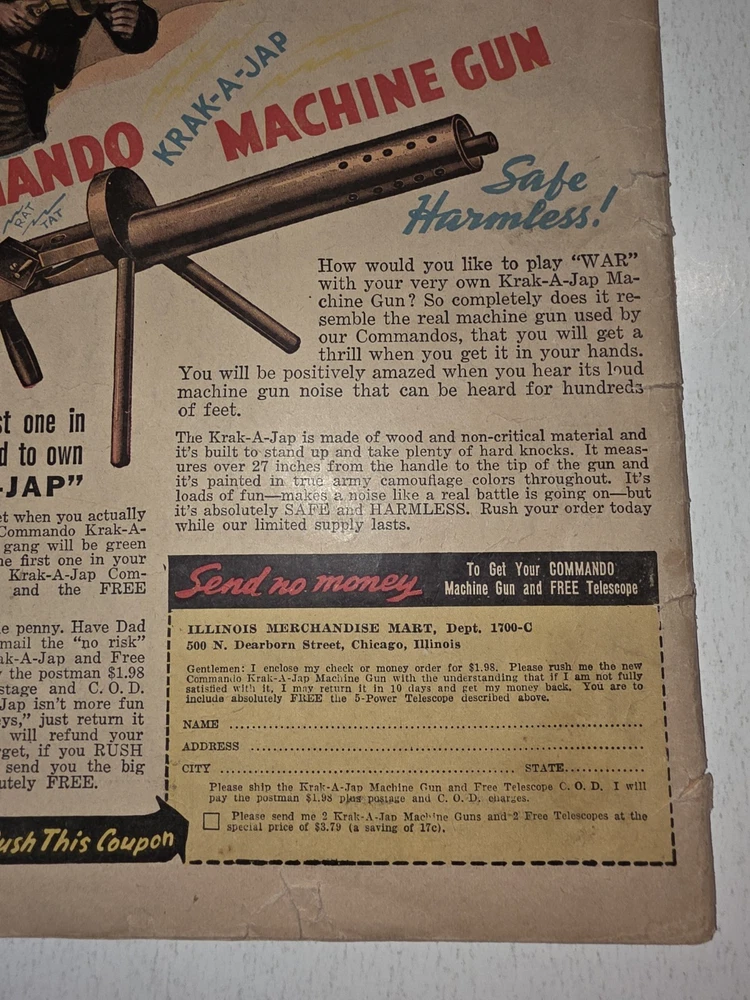 KRAK-A-JAP
MANDO MACHINE GUN
RAT
TAT
Safe
Harmless!
How would you like to play "WAR"
with your very own Krak-A-Jap Ma-
chine Gun? So completely does it re-
semble the real machine gun used by
our Commandos, that you will get a
thrill when you get it in your hands.
You will be positively amazed when you hear its loud
machine gun noise that can be heard for hundreds
of feet.
The Krak-A-Jap is made of wood and non-critical material and
it's built to stand up and take plenty of hard knocks. It meas-
ures over 27 inches from the handle to the tip of the gun and
it's painted in true army camouflage colors throughout. It's
loads of fun—makes a noise like a real battle is going on—but
it's absolutely SAFE and HARMLESS. Rush your order today
while our limited supply lasts.
st one in
d to own
-JAP"
et when you actually
Commando Krak-A-
gang will be green
he first one in your
Krak-A-Jap Com-
and the FREE
e penny. Have Dad
mail the "no risk"
ak-A-Jap and Free
y the postman $1.98
stage and C. O. D.
Jap isn't more fun
ys," just return it
will refund your
rget, if you RUSH
send you the big
utely FREE.
ush This Coupon
Send no money
To Get Your COMMANDO
Machine Gun and FREE Telescope
ILLINOIS MERCHANDISE MART, Dept. 1700-C
500 N. Dearborn Street, Chicago, Illinois
Gentlemen: I enclose my check or money order for $1.98. Please rush me the new
Commando Krak-A-Jap Machine Gun with the understanding that if I am not fully
satisfied with it, I may return it in 10 days and get my money back. You are to
include absolutely FREE the 5-Power Telescope described above.
NAME
ADDRESS
CITY STATE
Please ship the Krak-A-Jap Machine Gun and Free Telescope C. O. D. I will
pay the postman $1.98 plus postage and C. O. D. charges.
Please send me 2 Krak-A-Jap Machine Guns and 2 Free Telescopes at the
special price of $3.79 (a saving of 17c).